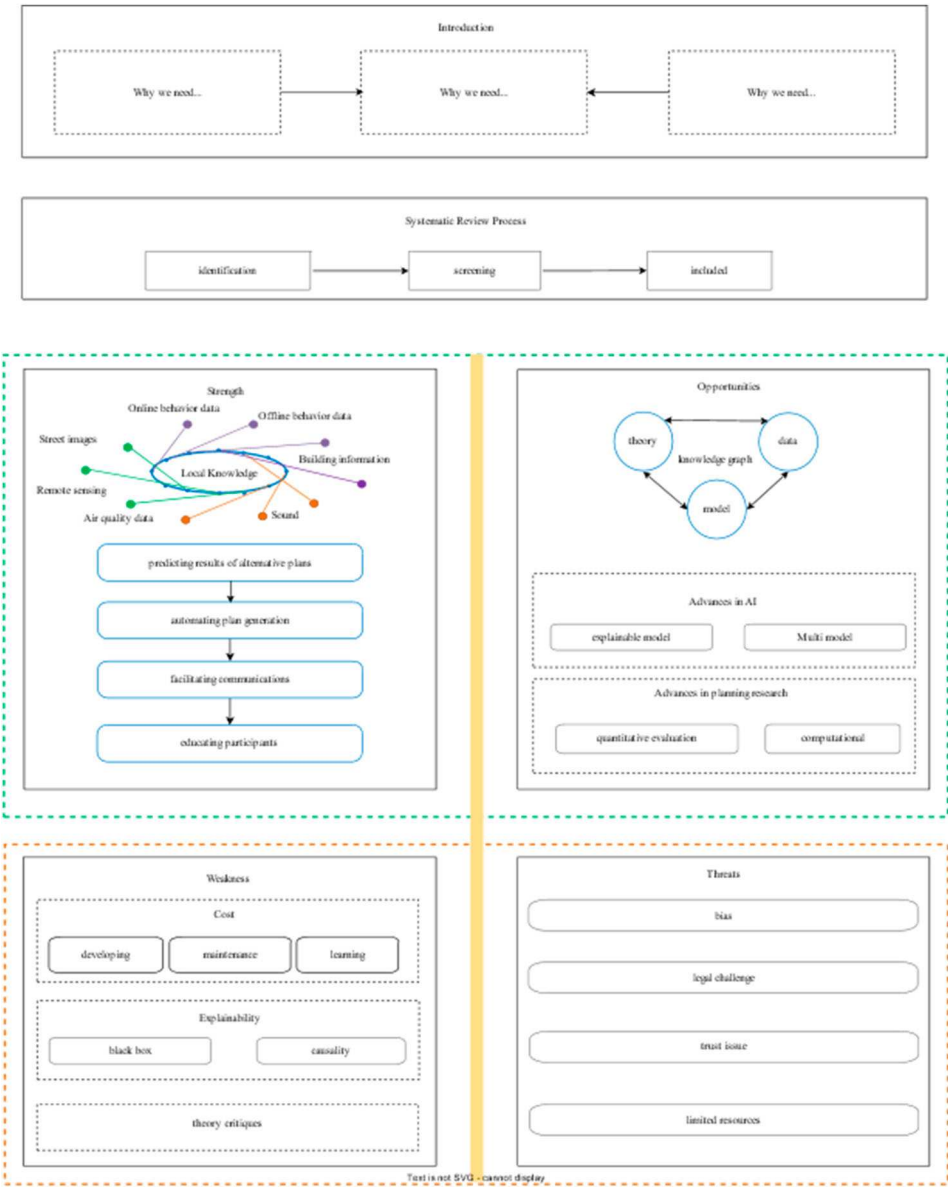 Introduction
Why we need...
Why we need...
Why we need...
Systematic Review Process
identification
screening
included
Strength
Online behavior data
Offline behavior data
Street images
Local Knowledge
Building information
Remote sensing
Air quality data
Sound
predicting results of alternative plans
automating plan generation
facilitating communications
educating participants
Opportunities
theory
data
knowledge graph
model
Advances in AI
explainable model
Multi model
Advances in planning research
quantitative evaluation
computational
Weakness
Cost
developing
maintenance
learning
Explainability
black box
causality
theory critiques
Threats
bias
legal challenge
trust issue
limited resources
Text is not SVG - cannot display